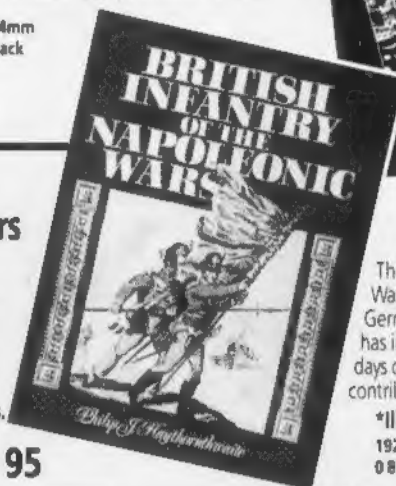 4mm
ack
BRITISH
INFANTRY
OF THE
NAPOLEONIC
WARS
Philip J. Haythornthwaite
rs
95
Th
Wa
Gern
has i
days o
contrib
*Il
192
0 8